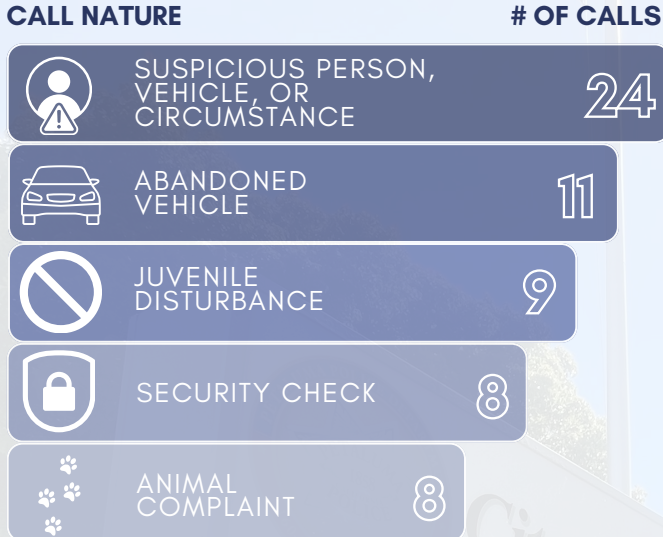 CALL NATURE # OF CALLS
SUSPICIOUS PERSON,
VEHICLE, OR
CIRCUMSTANCE
24
ABANDONED
VEHICLE
11
JUVENILE
DISTURBANCE
9
SECURITY CHECK 8
ANIMAL
COMPLAINT
8